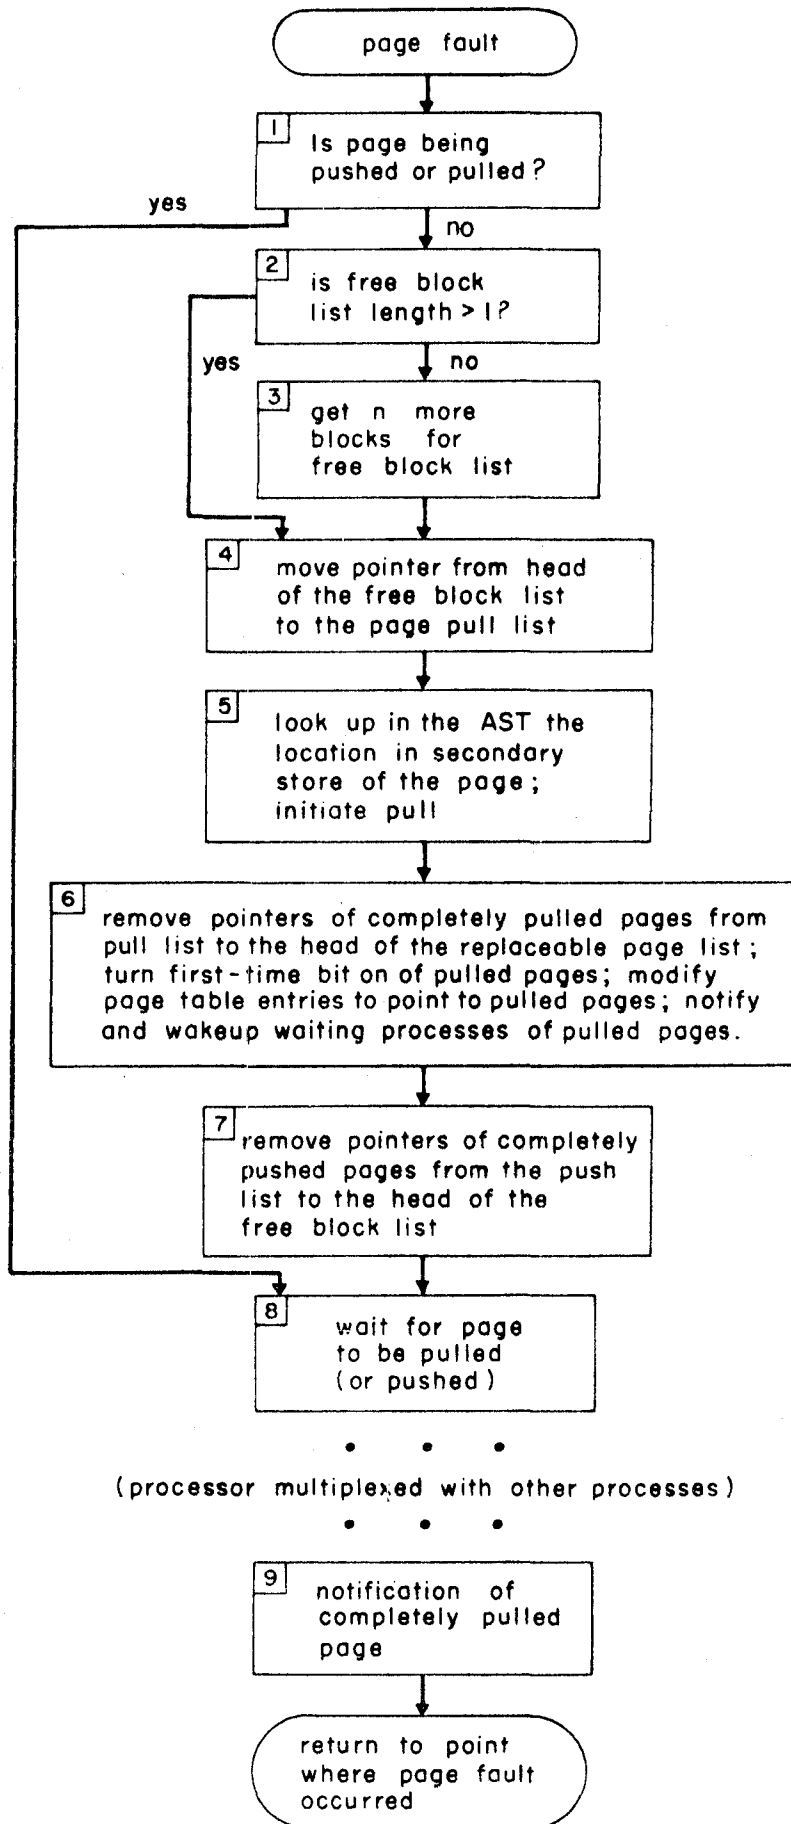 page fault
1
Is page being
pushed or pulled?
yes
no
2
is free block
list length > 1?
yes
no
3
get n more
blocks for
free block list
4
move pointer from head
of the free block list
to the page pull list
5
look up in the AST the
location in secondary
store of the page;
initiate pull
6
remove pointers of completely pulled pages from
pull list to the head of the replaceable page list;
turn first-time bit on of pulled pages; modify
page table entries to point to pulled pages; notify
and wakeup waiting processes of pulled pages.
7
remove pointers of completely
pushed pages from the push
list to the head of the
free block list
8
wait for page
to be pulled
(or pushed)
(processor multiplexed with other processes)
9
notification of
completely pulled
page
return to point
where page fault
occurred